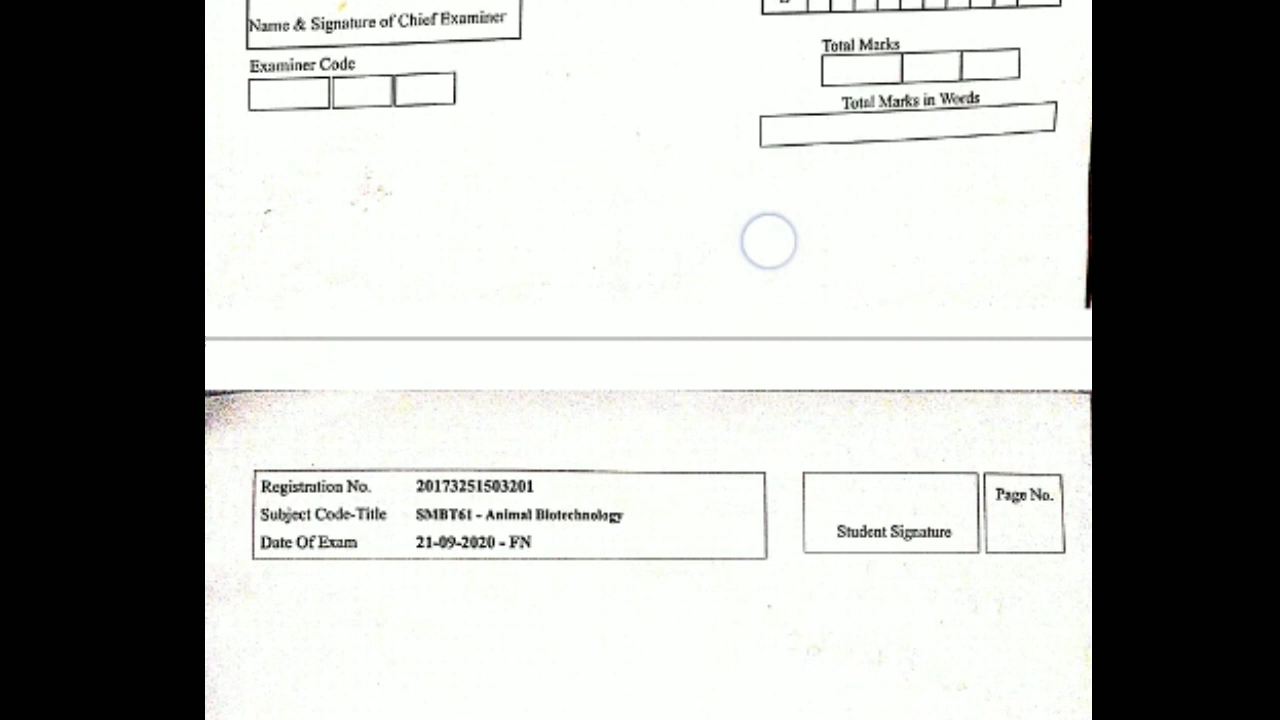 Name & Signature of Chief Examiner
Total Marks
Examiner Code
Total Marks in Words
Registration No. 20173251503201
Subject Code-Title SMBT61 - Animal Biotechnology
Date Of Exam 21-09-2020 - FN
Student Signature
Page No.